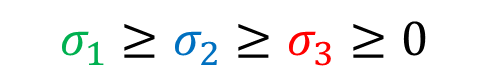 σ₁ ≥ σ₂ ≥ σ₃ ≥ 0